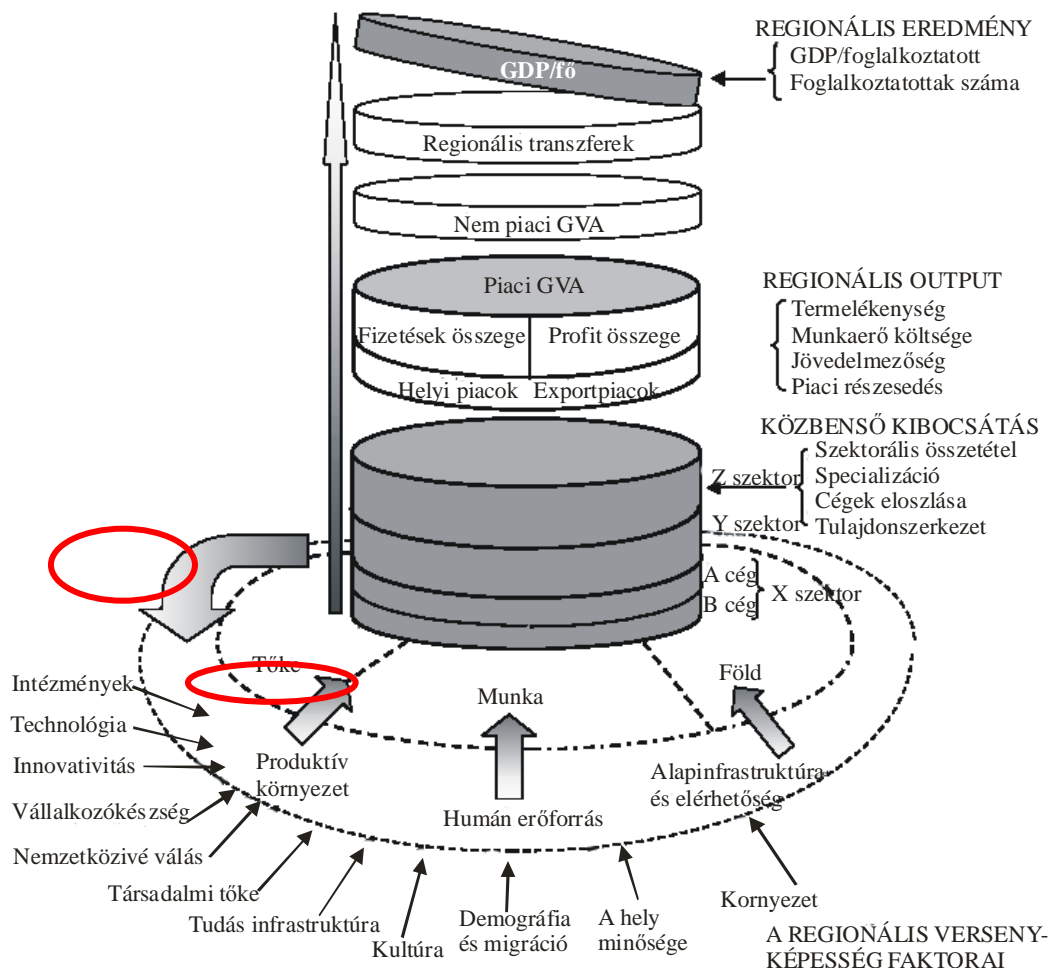 REGIONÁLIS EREDMÉNY
GDP/foglalkoztatott
Foglalkoztatottak száma
GDP/fő
Regionális transzferek
Nem piaci GVA
Piaci GVA
Fizetések összege
Profit összege
Helyi piacok
Exportpiacok
REGIONÁLIS OUTPUT
Termelékenység
Munkaerő költsége
Jövedelmezőség
Piaci részesedés
KÖZBENSŐ KIBOCSÁTÁS
Szektorális összetétel
Specializáció
Cégek eloszlása
Tulajdonszerkezet
Z szektor
Y szektor
A cég
B cég
X szektor
Tőke
Munka
Föld
Produktív
környezet
Humán erőforrás
Alapinfrastruktúra
és elérhetőség
Intézmények
Technológia
Innovativitás
Vállalkozókészség
Nemzetközivé válás
Társadalmi tőke
Tudás infrastruktúra
Kultúra
Demográfia
és migráció
A hely
minősége
Kornyezet
A REGIONÁLIS VERSENY-
KÉPESSÉG FAKTORAI